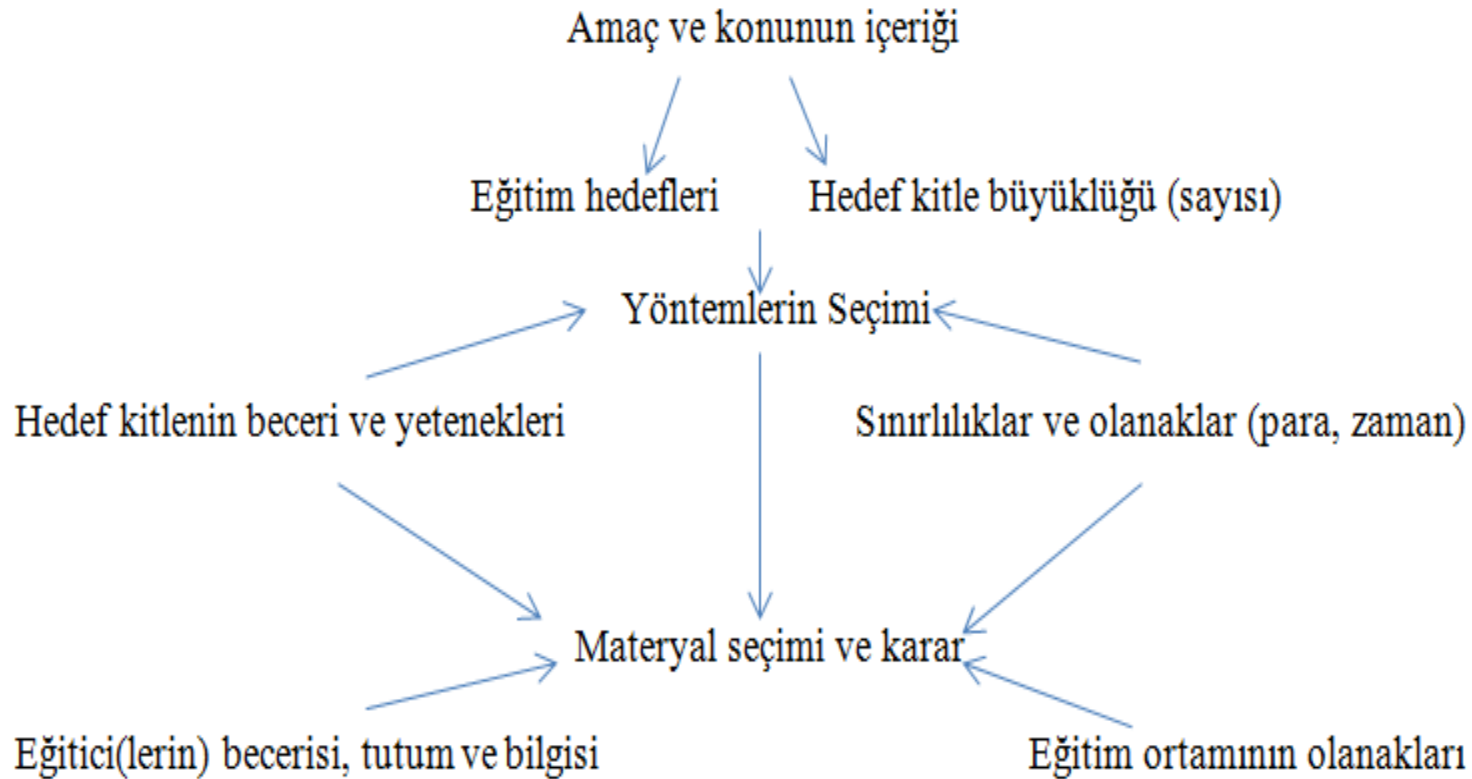 Amaç ve konunun içeriği
Eğitim hedefleri
Hedef kitle büyüklüğü (sayısı)
Yöntemlerin Seçimi
Hedef kitlenin beceri ve yetenekleri
Sınırlılıklar ve olanaklar (para, zaman)
Materyal seçimi ve karar
Eğitici(lerin) becerisi, tutum ve bilgisi
Eğitim ortamının olanakları